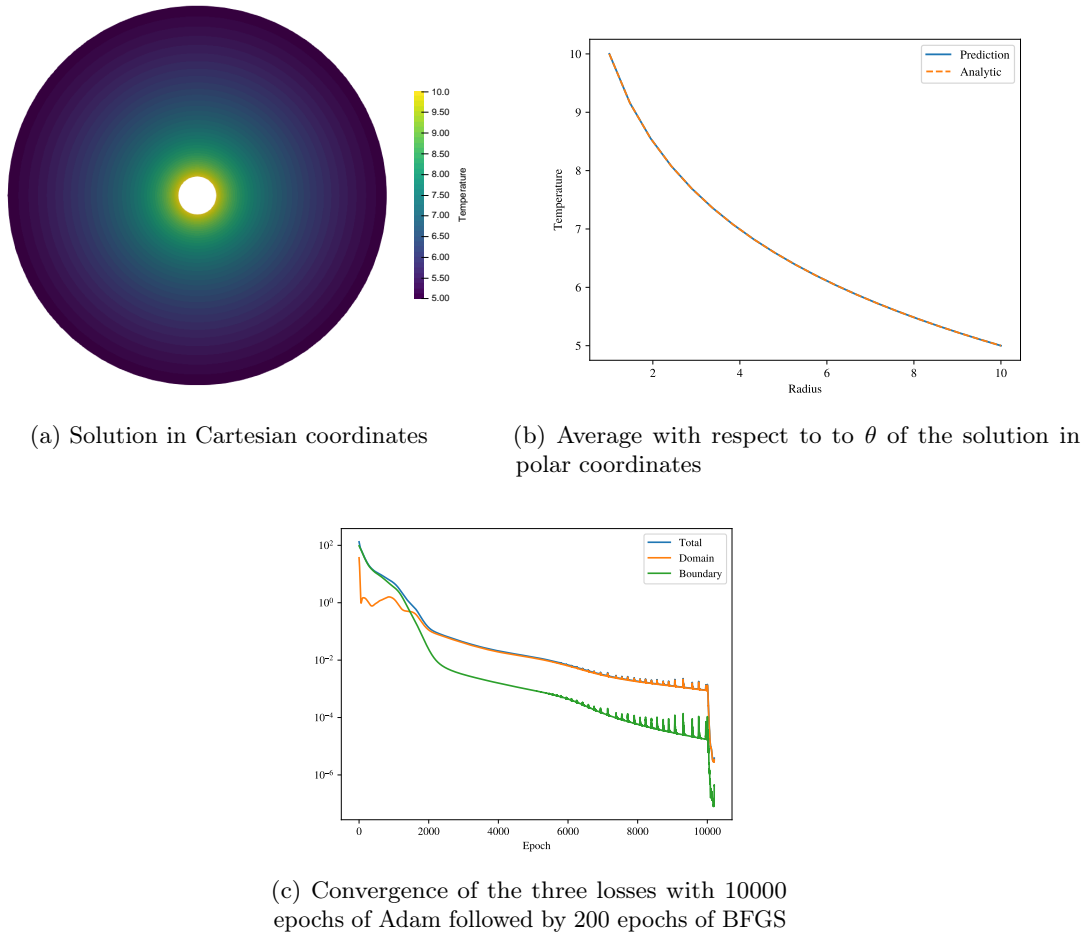 10.0
9.50
9.00
8.50
8.00
7.50
7.00
6.50
6.00
5.50
5.00
Temperature
(a) Solution in Cartesian coordinates
10
9
8
7
6
5
Temperature
2 4 6 8 10
Radius
Prediction
Analytic
(b) Average with respect to to θ of the solution in
polar coordinates
10²
10⁰
10⁻²
10⁻⁴
10⁻⁶
0 2000 4000 6000 8000 10000
Epoch
Total
Domain
Boundary
(c) Convergence of the three losses with 10000
epochs of Adam followed by 200 epochs of BFGS